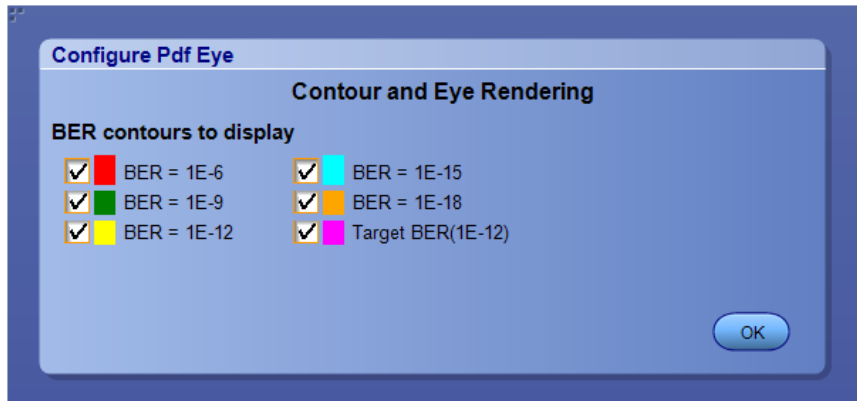 Configure Pdf Eye
Contour and Eye Rendering
BER contours to display
BER = 1E-6
BER = 1E-15
BER = 1E-9
BER = 1E-18
BER = 1E-12
Target BER(1E-12)
OK